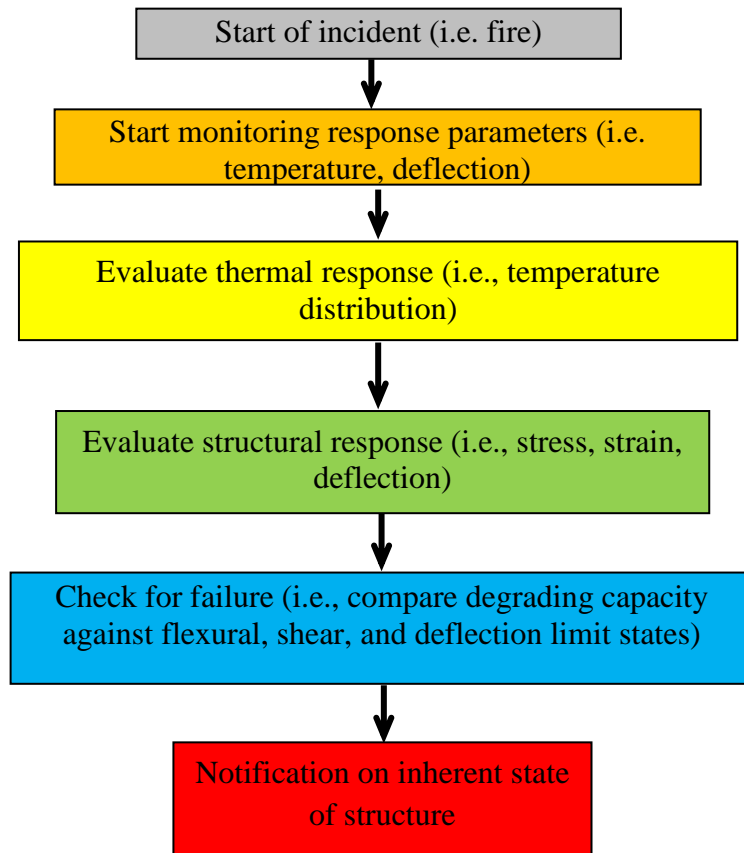 Start of incident (i.e. fire)
Start monitoring response parameters (i.e.
temperature, deflection)
Evaluate thermal response (i.e., temperature
distribution)
Evaluate structural response (i.e., stress, strain,
deflection)
Check for failure (i.e., compare degrading capacity
against flexural, shear, and deflection limit states)
Notification on inherent state
of structure